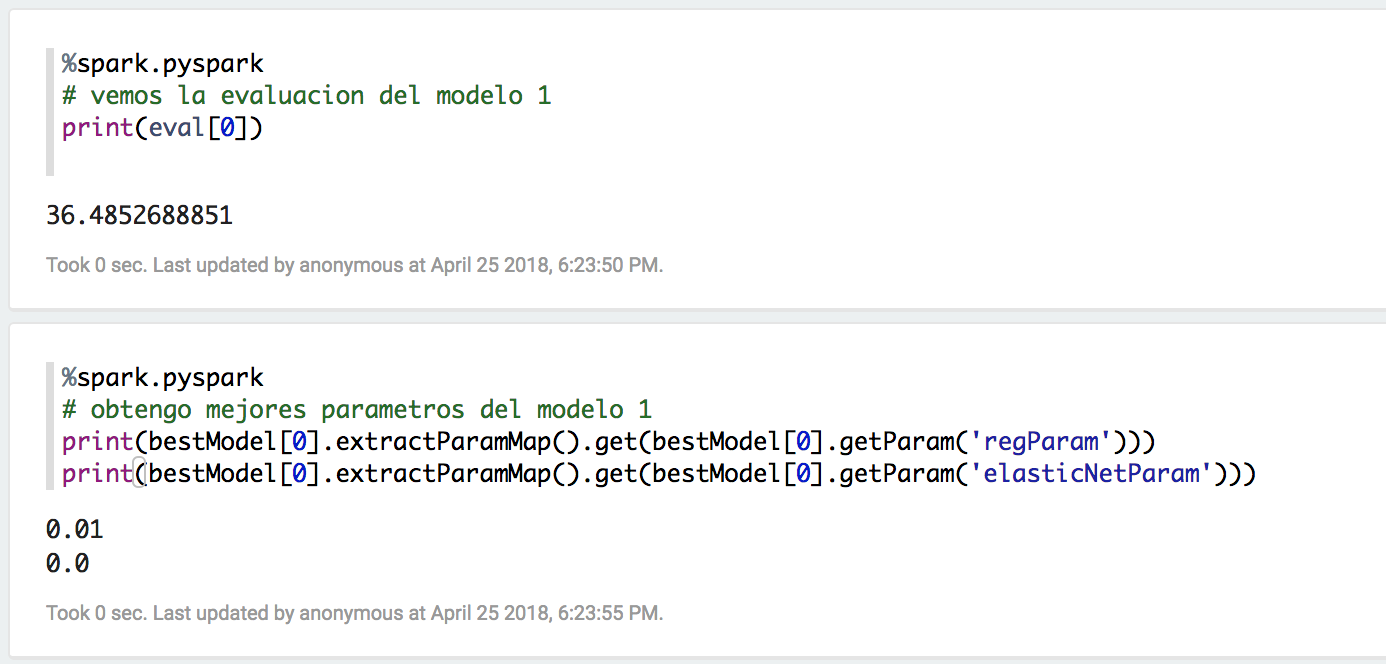 %spark.pyspark
# vemos la evaluacion del modelo 1
print(eval[0])
36.4852688851
Took 0 sec. Last updated by anonymous at April 25 2018, 6:23:50 PM.
%spark.pyspark
# obtengo mejores parametros del modelo 1
print(bestModel[0].extractParamMap().get(bestModel[0].getParam('regParam')))
print(bestModel[0].extractParamMap().get(bestModel[0].getParam('elasticNetParam')))
0.01
0.0
Took 0 sec. Last updated by anonymous at April 25 2018, 6:23:55 PM.